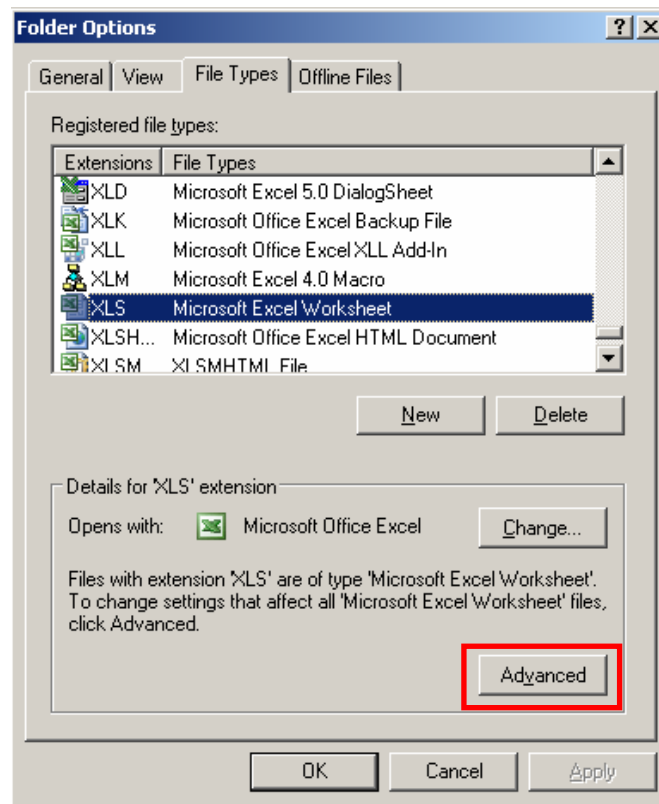 Folder Options
General View File Types Offline Files
Registered file types:
Extensions File Types
XLD Microsoft Excel 5.0 DialogSheet
XLK Microsoft Office Excel Backup File
XLL Microsoft Office Excel XLL Add-In
XLM Microsoft Excel 4.0 Macro
XLS Microsoft Excel Worksheet
XLSH... Microsoft Office Excel HTML Document
XLSM XLSMHTML File
New Delete
Details for 'XLS' extension
Opens with: Microsoft Office Excel Change...
Files with extension 'XLS' are of type 'Microsoft Excel Worksheet'.
To change settings that affect all 'Microsoft Excel Worksheet' files,
click Advanced.
Advanced
OK Cancel Apply